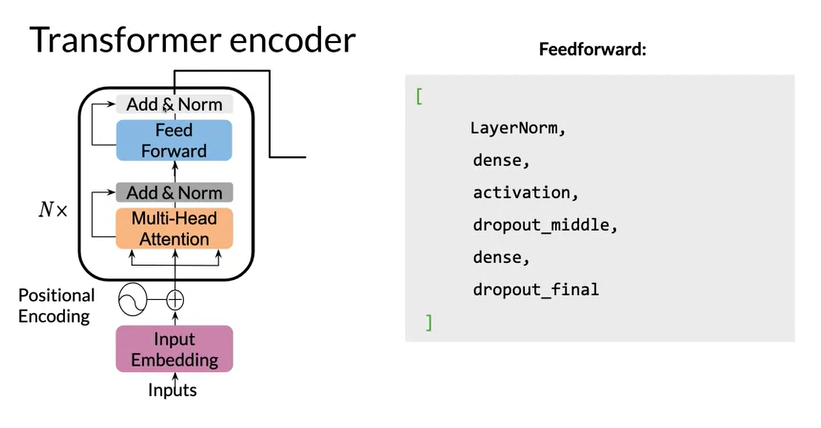 Transformer encoder
Add & Norm
Feed
Forward
Add & Norm
Multi-Head
Attention
N×
Positional
Encoding
Input
Embedding
Inputs
Feedforward:
[
LayerNorm,
dense,
activation,
dropout_middle,
dense,
dropout_final
]